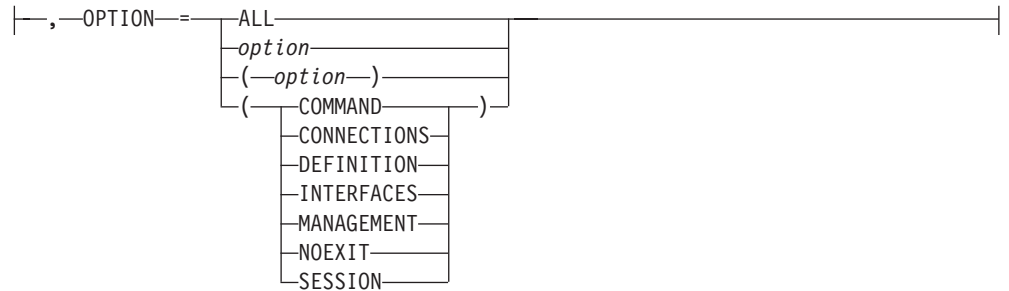 , OPTION = ALL
option
( option )
( COMMAND )
CONNECTIONS
DEFINITION
INTERFACES
MANAGEMENT
NOEXIT
SESSION